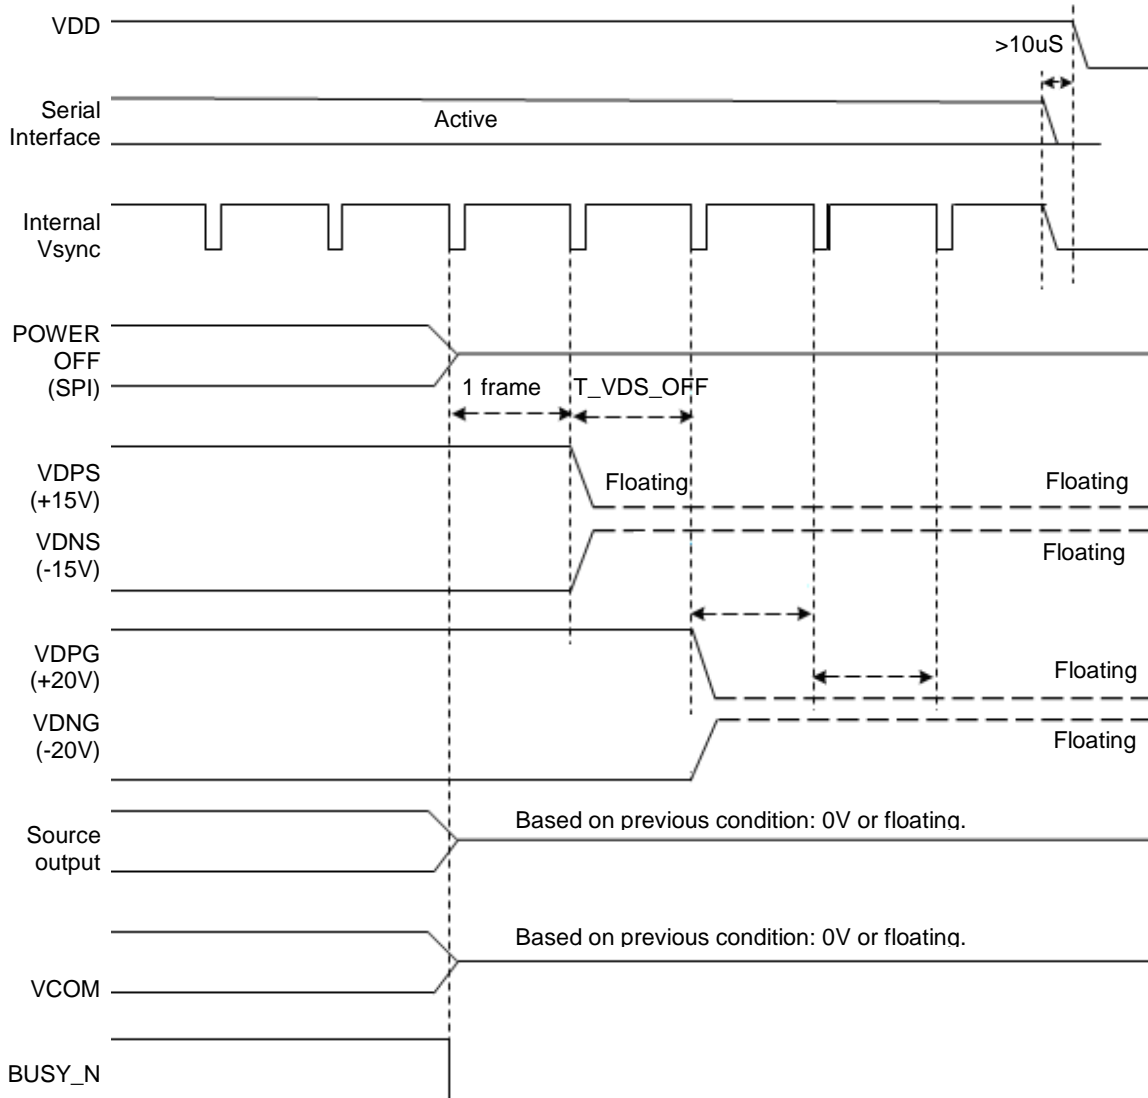 VDD
>10uS
Serial
Interface
Active
Internal
Vsync
POWER
OFF
(SPI)
1 frame
T_VDS_OFF
VDPS
(+15V)
Floating
Floating
VDNS
(-15V)
Floating
VDPG
(+20V)
Floating
VDNG
(-20V)
Floating
Source
output
Based on previous condition: 0V or floating.
VCOM
Based on previous condition: 0V or floating.
BUSY_N